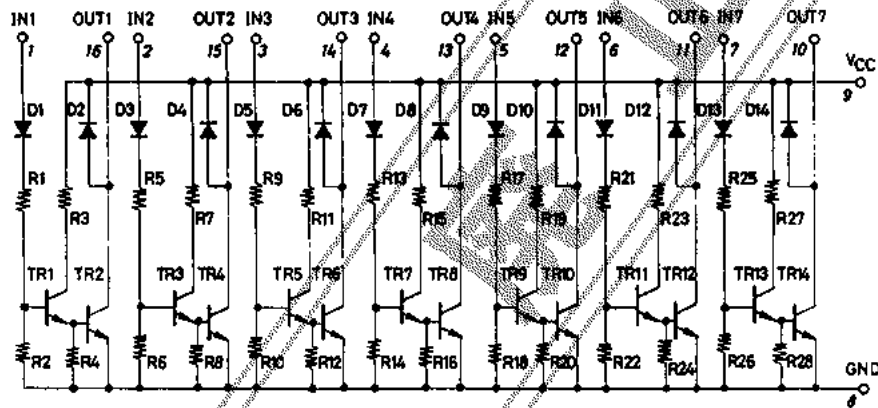 IN1 OUT1 IN2 OUT2 IN3 OUT3 IN4 OUT4 IN5 OUT5 IN6 OUT6 IN7 OUT7
1 16 2 15 3 14 4 13 5 12 6 11 7 10
VCC
9
D1 D2 D3 D4 D5 D6 D7 D8 D9 D10 D11 D12 D13 D14
R1 R5 R9 R13 R17 R21 R25
R3 R7 R11 R15 R19 R23 R27
TR1 TR2 TR3 TR4 TR5 TR6 TR7 TR8 TR9 TR10 TR11 TR12 TR13 TR14
R2 R4 R6 R8 R10 R12 R14 R16 R18 R20 R22 R24 R26 R28
GND
8